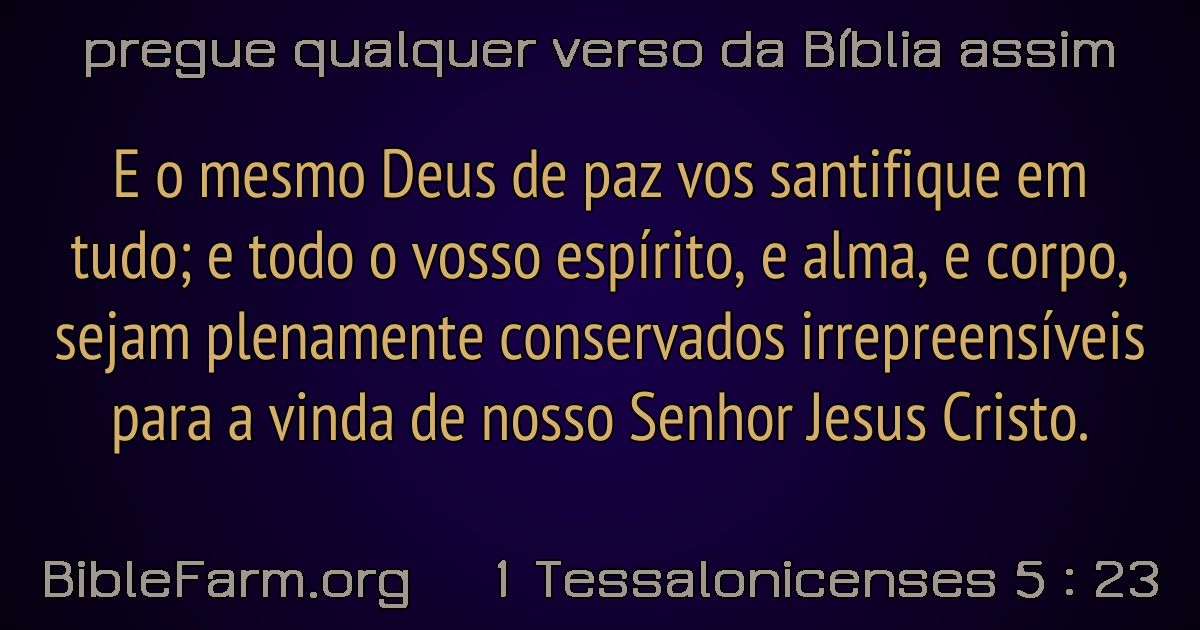 pregue qualquer verso da Bíblia assim
E o mesmo Deus de paz vos santifique em
tudo; e todo o vosso espírito, e alma, e corpo,
sejam plenamente conservados irrepreensíveis
para a vinda de nosso Senhor Jesus Cristo.
BibleFarm.org 1 Tessalonicenses 5 : 23